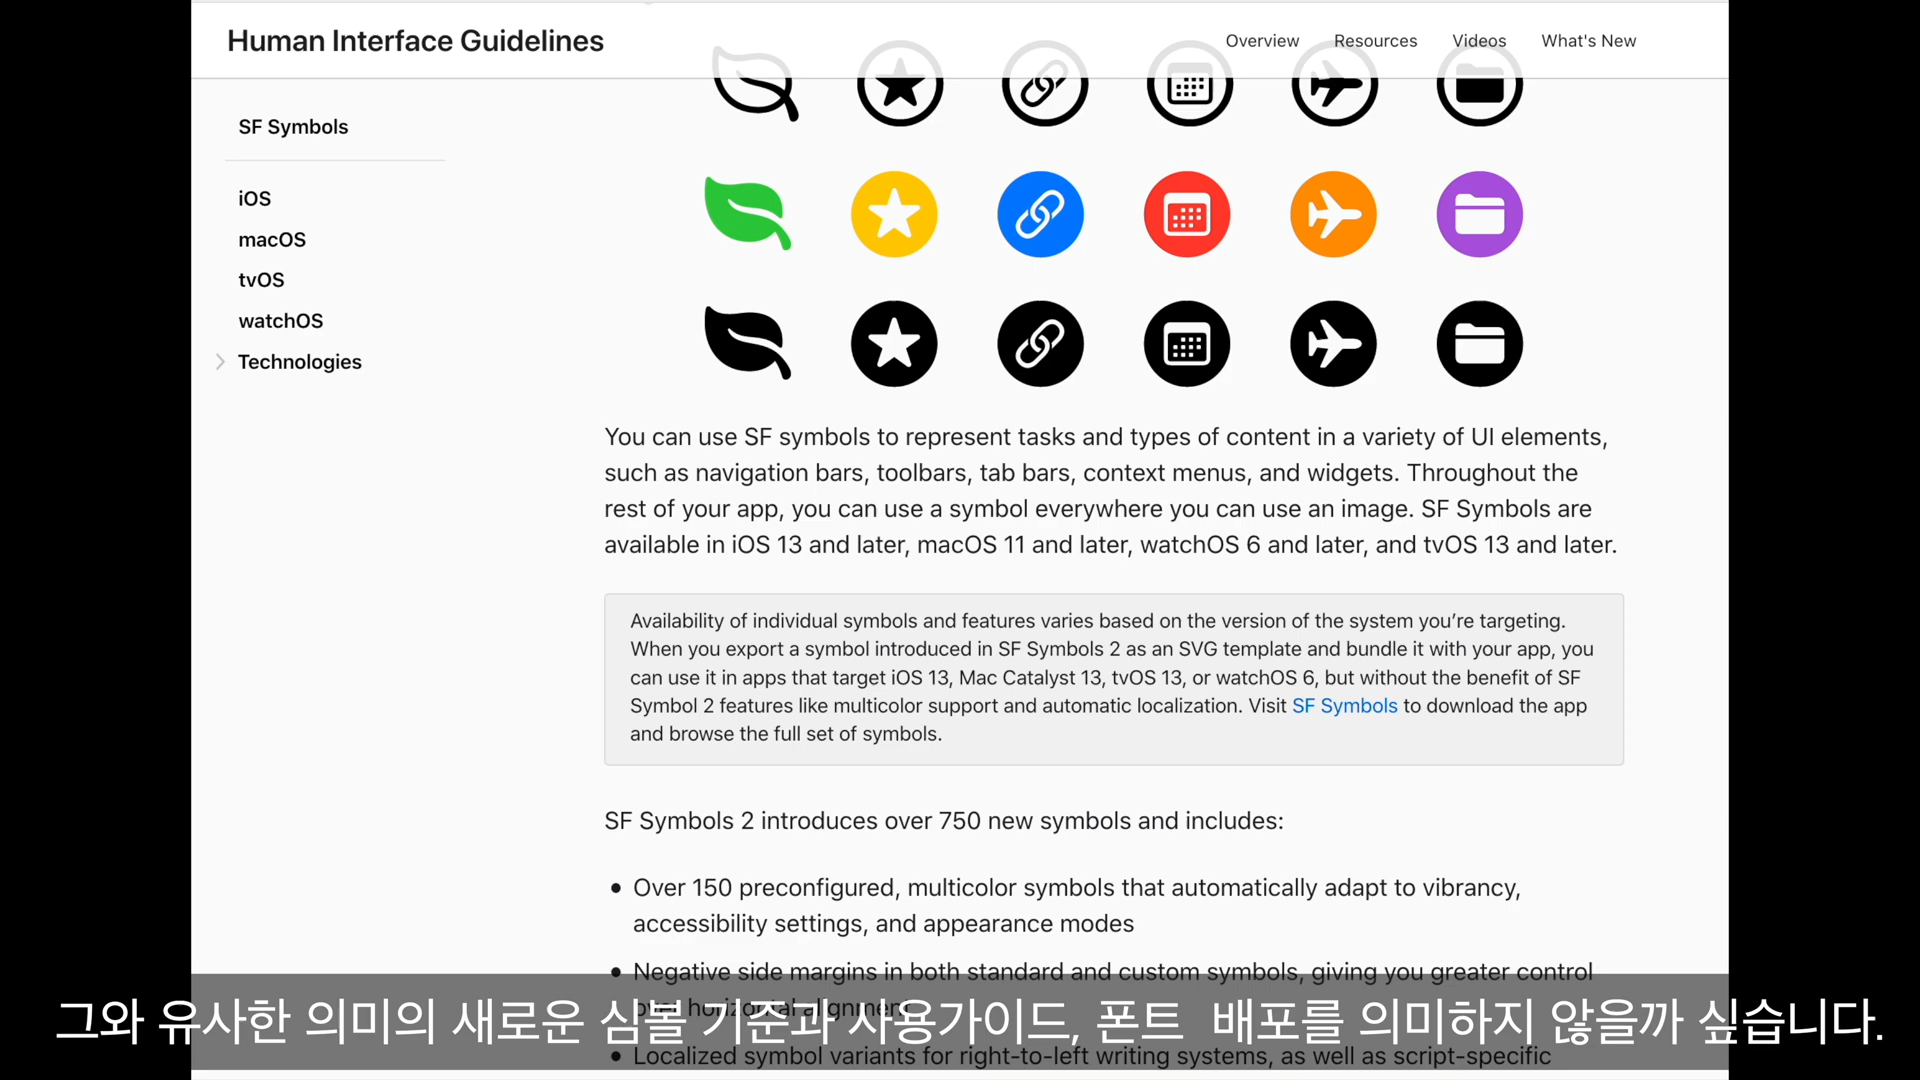 Human Interface Guidelines
Overview
Resources
Videos
What's New
SF Symbols
iOS
macOS
tvOS
watchOS
Technologies
You can use SF symbols to represent tasks and types of content in a variety of UI elements,
such as navigation bars, toolbars, tab bars, context menus, and widgets. Throughout the
rest of your app, you can use a symbol everywhere you can use an image. SF Symbols are
available in iOS 13 and later, macOS 11 and later, watchOS 6 and later, and tvOS 13 and later.
Availability of individual symbols and features varies based on the version of the system you’re targeting.
When you export a symbol introduced in SF Symbols 2 as an SVG template and bundle it with your app, you
can use it in apps that target iOS 13, Mac Catalyst 13, tvOS 13, or watchOS 6, but without the benefit of SF
Symbol 2 features like multicolor support and automatic localization. Visit SF Symbols to download the app
and browse the full set of symbols.
SF Symbols 2 introduces over 750 new symbols and includes:
• Over 150 preconfigured, multicolor symbols that automatically adapt to vibrancy,
accessibility settings, and appearance modes
• Negative side margins in both standard and custom symbols, giving you greater control
over horizontal alignment
그와 유사한 의미의 새로운 심볼 기준과 사용가이드, 폰트 배포를 의미하지 않을까 싶습니다.
• Localized symbol variants for right-to-left writing systems, as well as script-specific